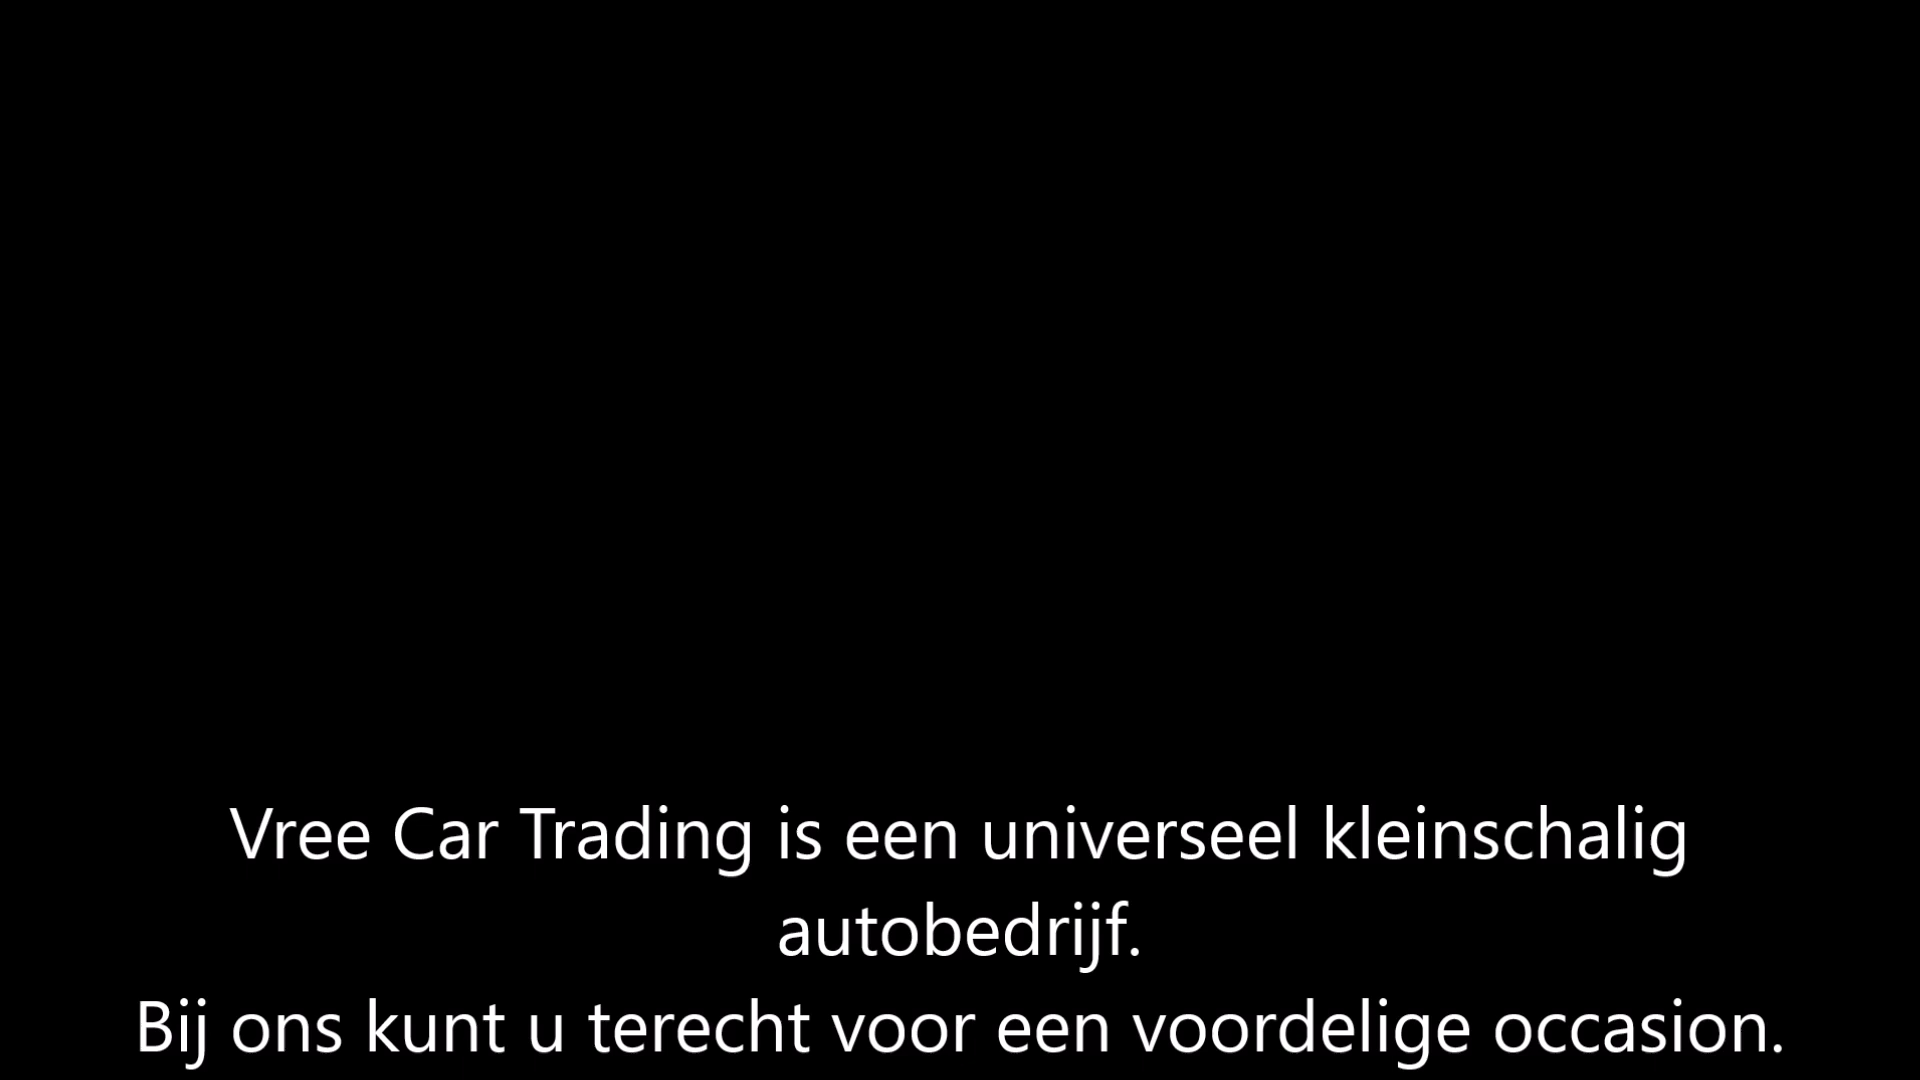 Vree Car Trading is een universeel kleinschalig
autobedrijf.
Bij ons kunt u terecht voor een voordelige occasion.